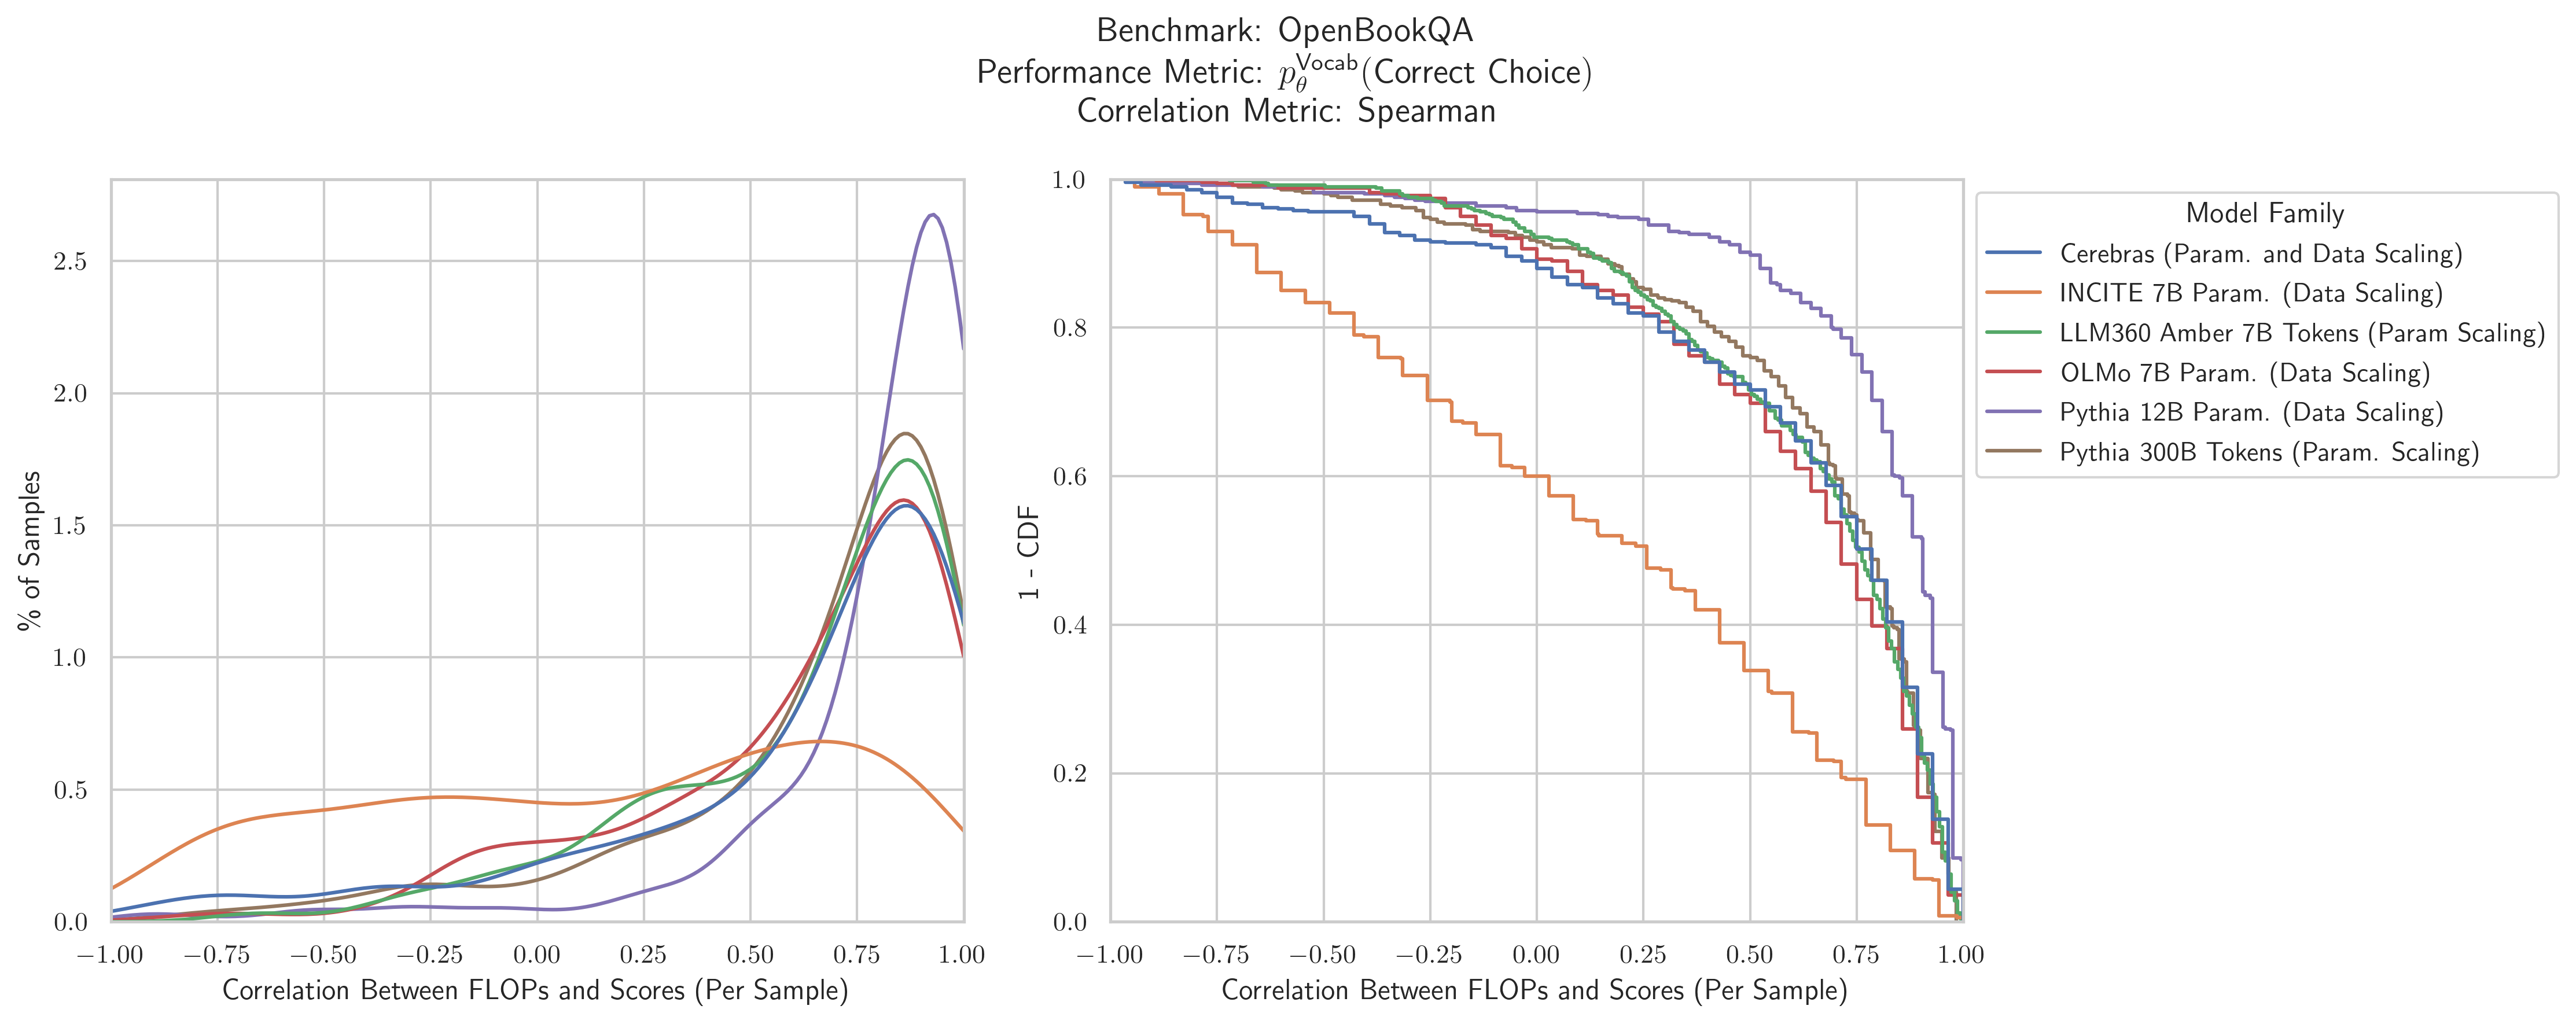 Benchmark: OpenBookQA
Performance Metric: $p_\theta^{\text{Vocab}}$(Correct Choice)
Correlation Metric: Spearman
% of Samples
2.5
2.0
1.5
1.0
0.5
0.0
−1.00 −0.75 −0.50 −0.25 0.00 0.25 0.50 0.75 1.00
Correlation Between FLOPs and Scores (Per Sample)
1 - CDF
1.0
0.8
0.6
0.4
0.2
0.0
−1.00 −0.75 −0.50 −0.25 0.00 0.25 0.50 0.75 1.00
Correlation Between FLOPs and Scores (Per Sample)
Model Family
Cerebras (Param. and Data Scaling)
INCITE 7B Param. (Data Scaling)
LLM360 Amber 7B Tokens (Param Scaling)
OLMo 7B Param. (Data Scaling)
Pythia 12B Param. (Data Scaling)
Pythia 300B Tokens (Param. Scaling)